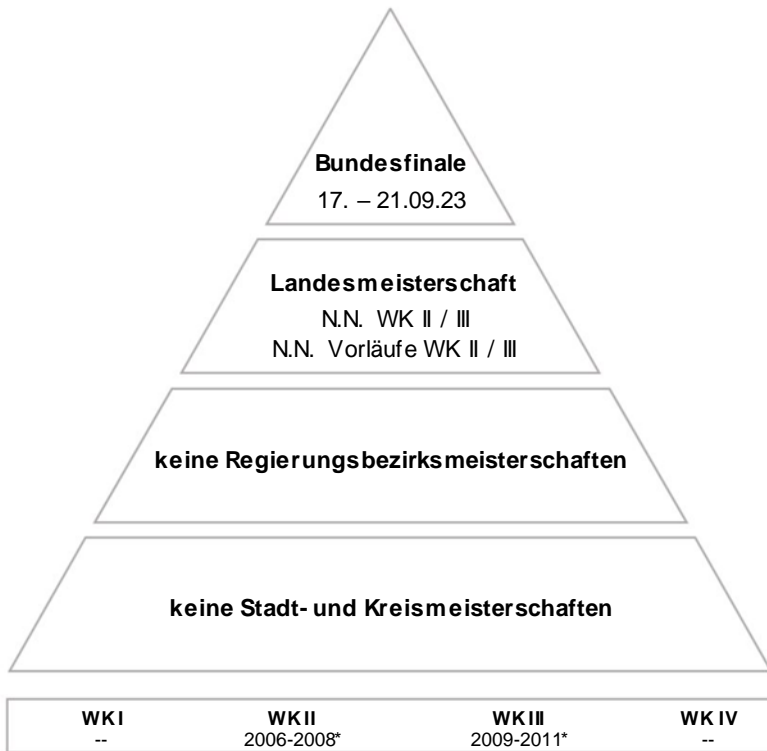 Bundesfinale
17. – 21.09.23
Landesmeisterschaft
N.N. WK II / III
N.N. Vorläufe WK II / III
keine Regierungsbezirksmeisterschaften
keine Stadt- und Kreismeisterschaften
WK I WK II WK III WK IV
-- 2006-2008* 2009-2011* --